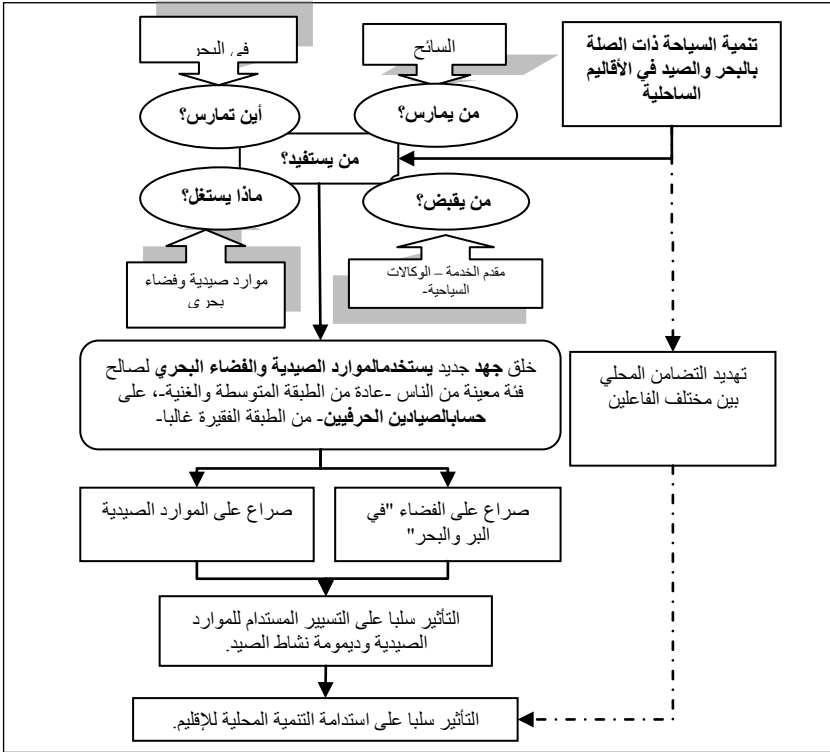 تنمية السياحة ذات الصلة
بالبحر والصيد في الأقاليم
الساحلية
السائح
في البحر
من يمارس؟
أين تمارس؟
من يستفيد؟
من يقبض؟
ماذا يستغل؟
مقدم الخدمة – الوكالات
السياحية-
موارد صيدية وفضاء
بحري
خلق جهد جديد يستخدمالموارد الصيدية والفضاء البحري لصالح
فئة معينة من الناس -عادة من الطبقة المتوسطة والغنية-، على
حسابالصيادين الحرفيين- من الطبقة الفقيرة غالبا-
تهديد التضامن المحلي
بين مختلف الفاعلين
صراع على الفضاء "في
البر والبحر"
صراع على الموارد الصيدية
التأثير سلبا على التسيير المستدام للموارد
الصيدية وديمومة نشاط الصيد.
التأثير سلبا على استدامة التنمية المحلية للإقليم.